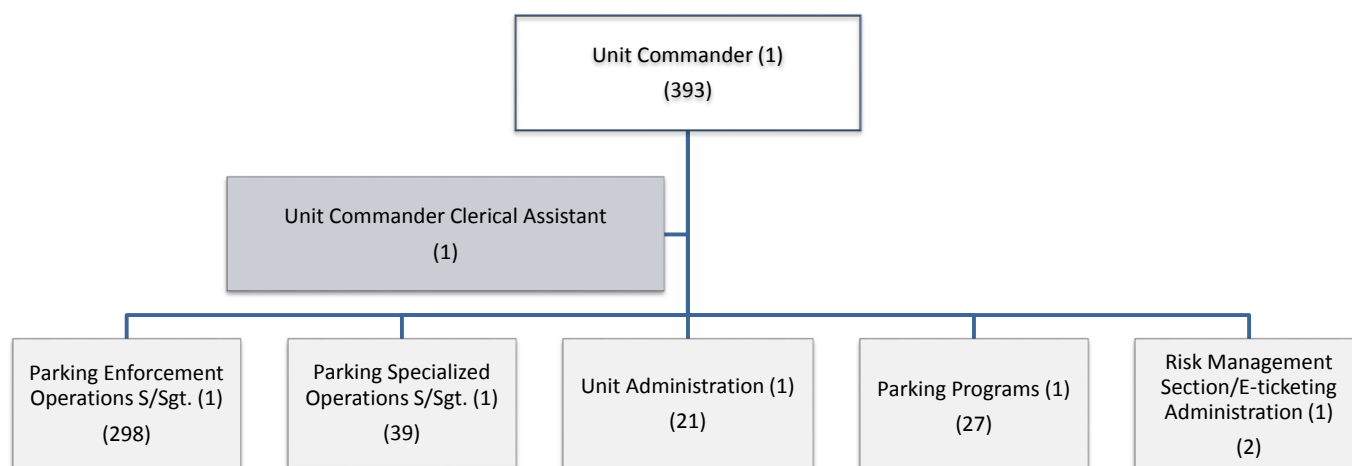 Unit Commander (1)
(393)
Unit Commander Clerical Assistant
(1)
Parking Enforcement
Operations S/Sgt. (1)
(298)
Parking Specialized
Operations S/Sgt. (1)
(39)
Unit Administration (1)
(21)
Parking Programs (1)
(27)
Risk Management
Section/E-ticketing
Administration (1)
(2)